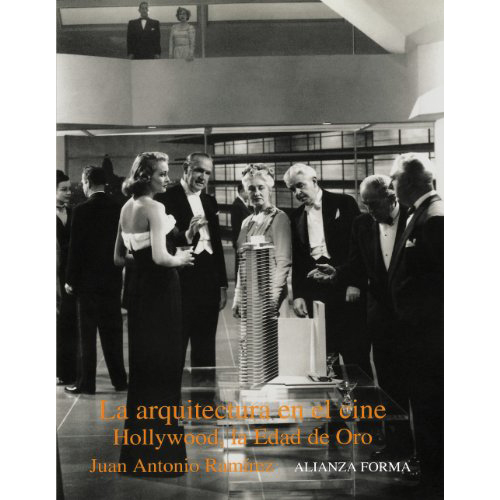 La arquitectura en el cine
Hollywood, la Edad de Oro
Juan Antonio Ramírez ALIANZA FORMA